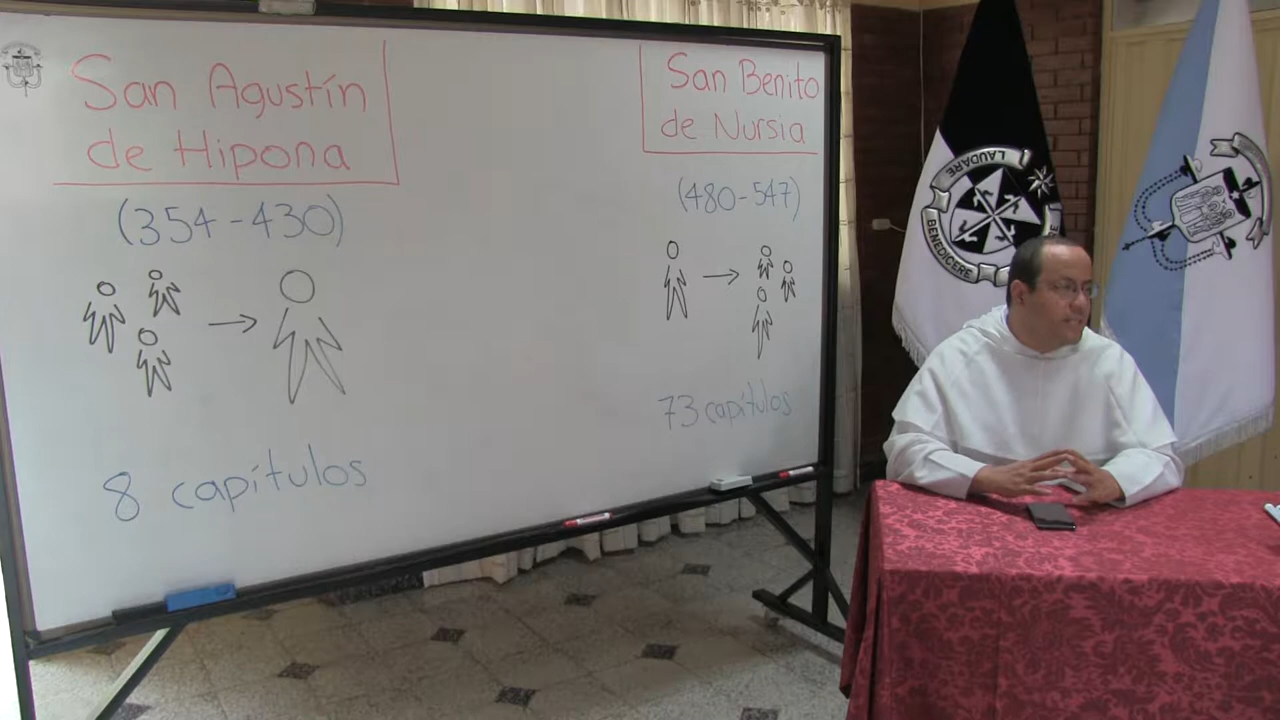 San Agustín
de Hipona
(354-430)
8 capítulos
San Benito
de Nursia
(480-547)
73 capítulos
LAUDARE
BENEDICERE